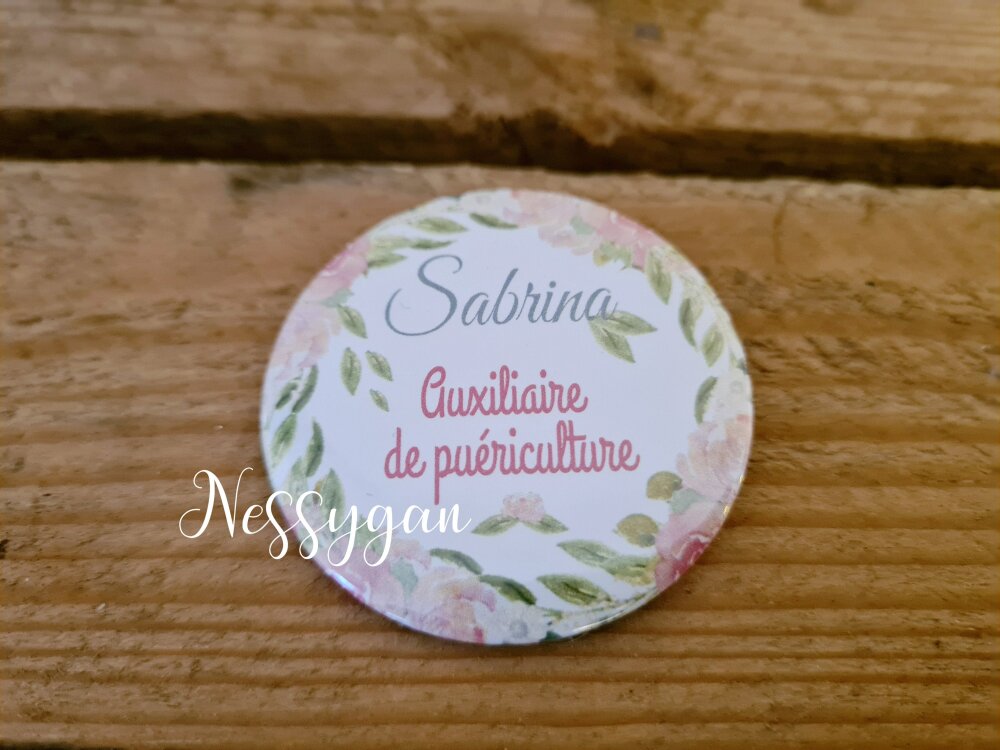 Sabrina
Auxiliaire
de puériculture
Nessygan